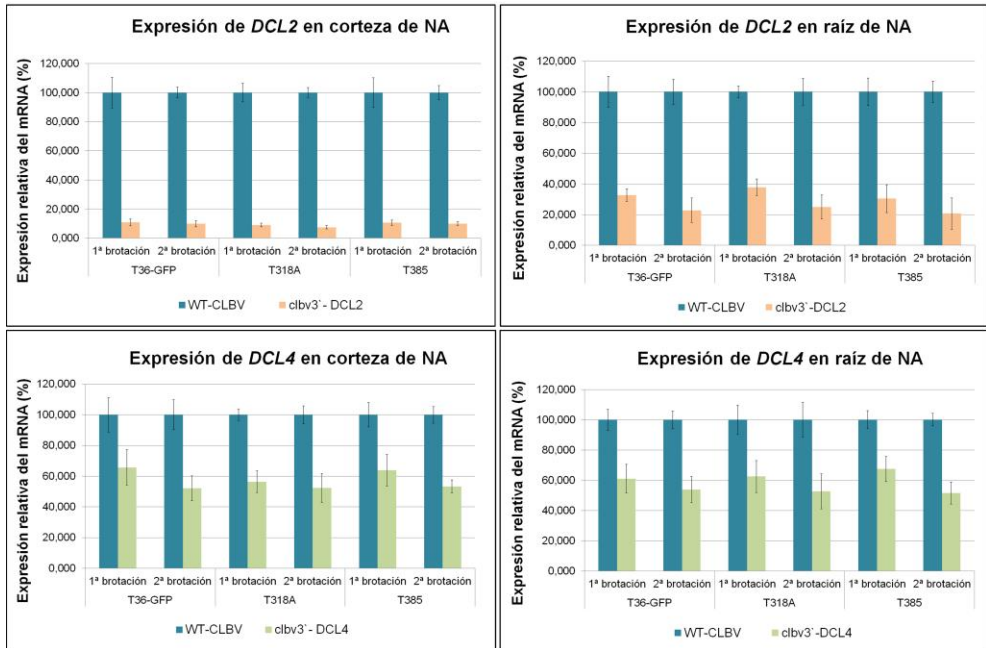 Expresión de DCL2 en corteza de NA
Expresión relativa del mRNA (%)
120,000
100,000
80,000
60,000
40,000
20,000
0,000
1ª brotación 2ª brotación 1ª brotación 2ª brotación 1ª brotación 2ª brotación
T36-GFP T318A T385
WT-CLBV clbv3`- DCL2
Expresión de DCL2 en raíz de NA
Expresión relativa del mRNA (%)
120,000
100,000
80,000
60,000
40,000
20,000
0,000
1ª brotación 2ª brotación 1ª brotación 2ª brotación 1ª brotación 2ª brotación
T36-GFP T318A T385
WT-CLBV clbv3`-DCL2
Expresión de DCL4 en corteza de NA
Expresión relativa del mRNA (%)
120,000
100,000
80,000
60,000
40,000
20,000
0,000
1ª brotación 2ª brotación 1ª brotación 2ª brotación 1ª brotación 2ª brotación
T36-GFP T318A T385
WT-CLBV clbv3`- DCL4
Expresión de DCL4 en raíz de NA
Expresión relativa del mRNA (%)
120,000
100,000
80,000
60,000
40,000
20,000
0,000
1ª brotación 2ª brotación 1ª brotación 2ª brotación 1ª brotación 2ª brotación
T36-GFP T318A T385
WT-CLBV clbv3`-DCL4